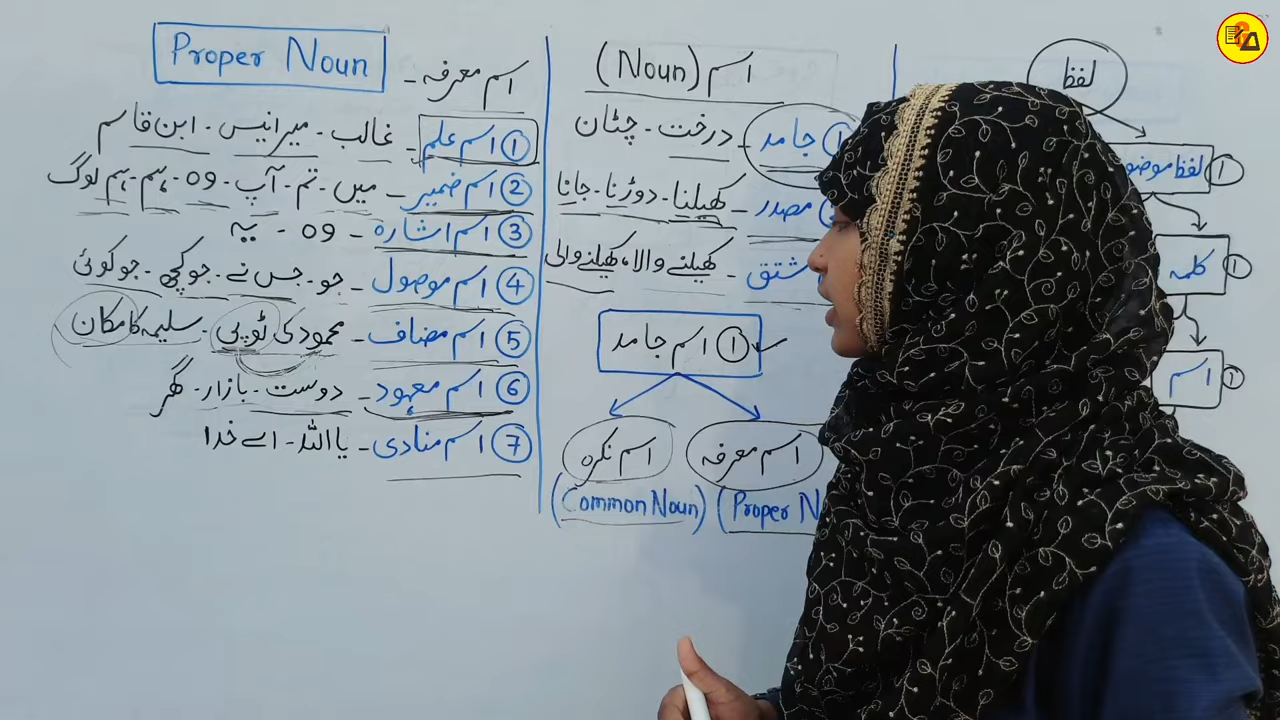 لفظ
① لفظ موضو
① کلمہ
① اسم
اسم (Noun)
① جامد - درخت - چٹان
مصدر - کھیلنا - دوڑنا - جانا
شتق - کھیلنے والا، کھیلنے والی
① اسم جامد
اسم معرفہ اسم نکرہ
(Proper N (Common Noun)
اسم معرفہ - Proper Noun
① اسم علم - غالب - میر انیس - ابن قاسم
② اسم ضمیر - میں - تم - آپ - وہ - ہم - ہم لوگ
③ اسم اشارہ - وہ - یہ
④ اسم موصول - جو - جس نے - جو کچھ - جو کوئی
⑤ اسم مضاف - محمود کی ٹوپی - سلیمہ کا مکان
⑥ اسم معہود - دوست - بازار - گھر
⑦ اسم منادی - یا اللہ - اے خدا